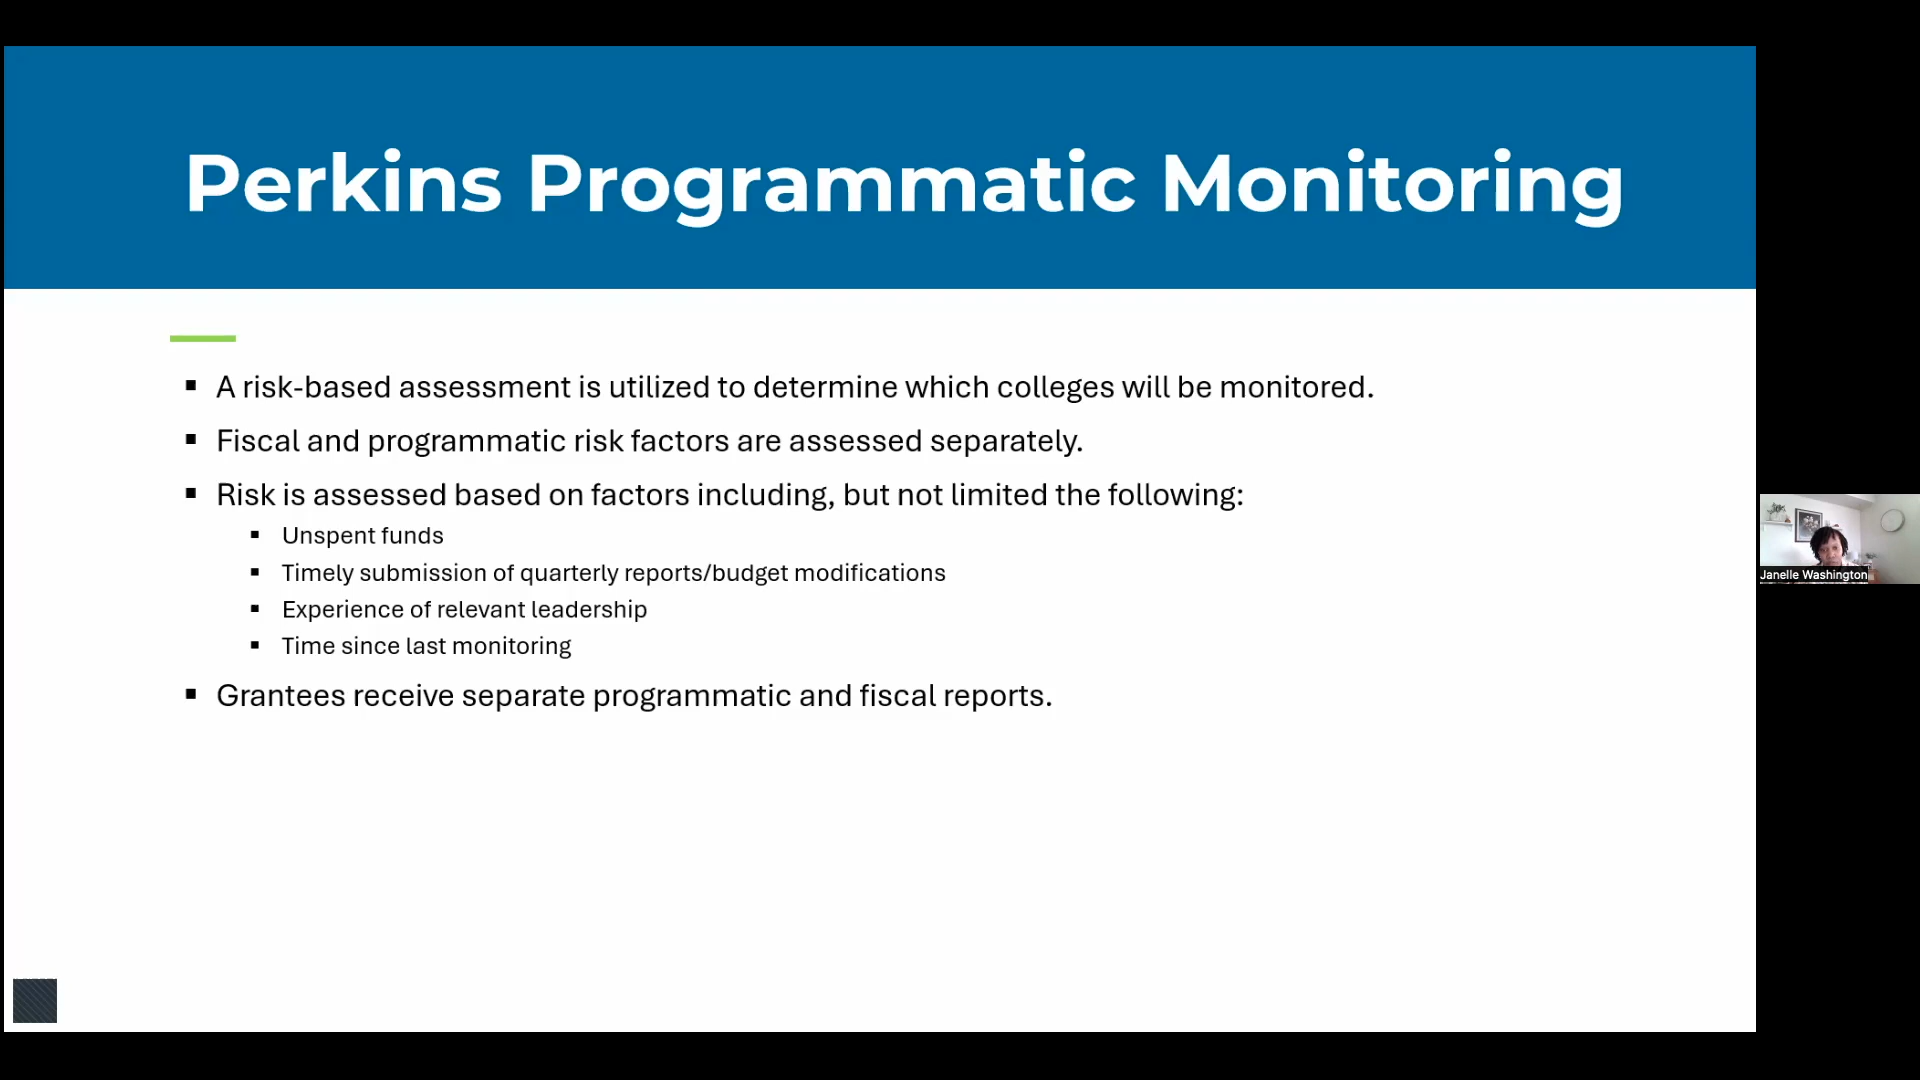 Perkins Programmatic Monitoring
▪ A risk-based assessment is utilized to determine which colleges will be monitored.
▪ Fiscal and programmatic risk factors are assessed separately.
▪ Risk is assessed based on factors including, but not limited the following:
▪ Unspent funds
▪ Timely submission of quarterly reports/budget modifications
▪ Experience of relevant leadership
▪ Time since last monitoring
▪ Grantees receive separate programmatic and fiscal reports.
Janelle Washington